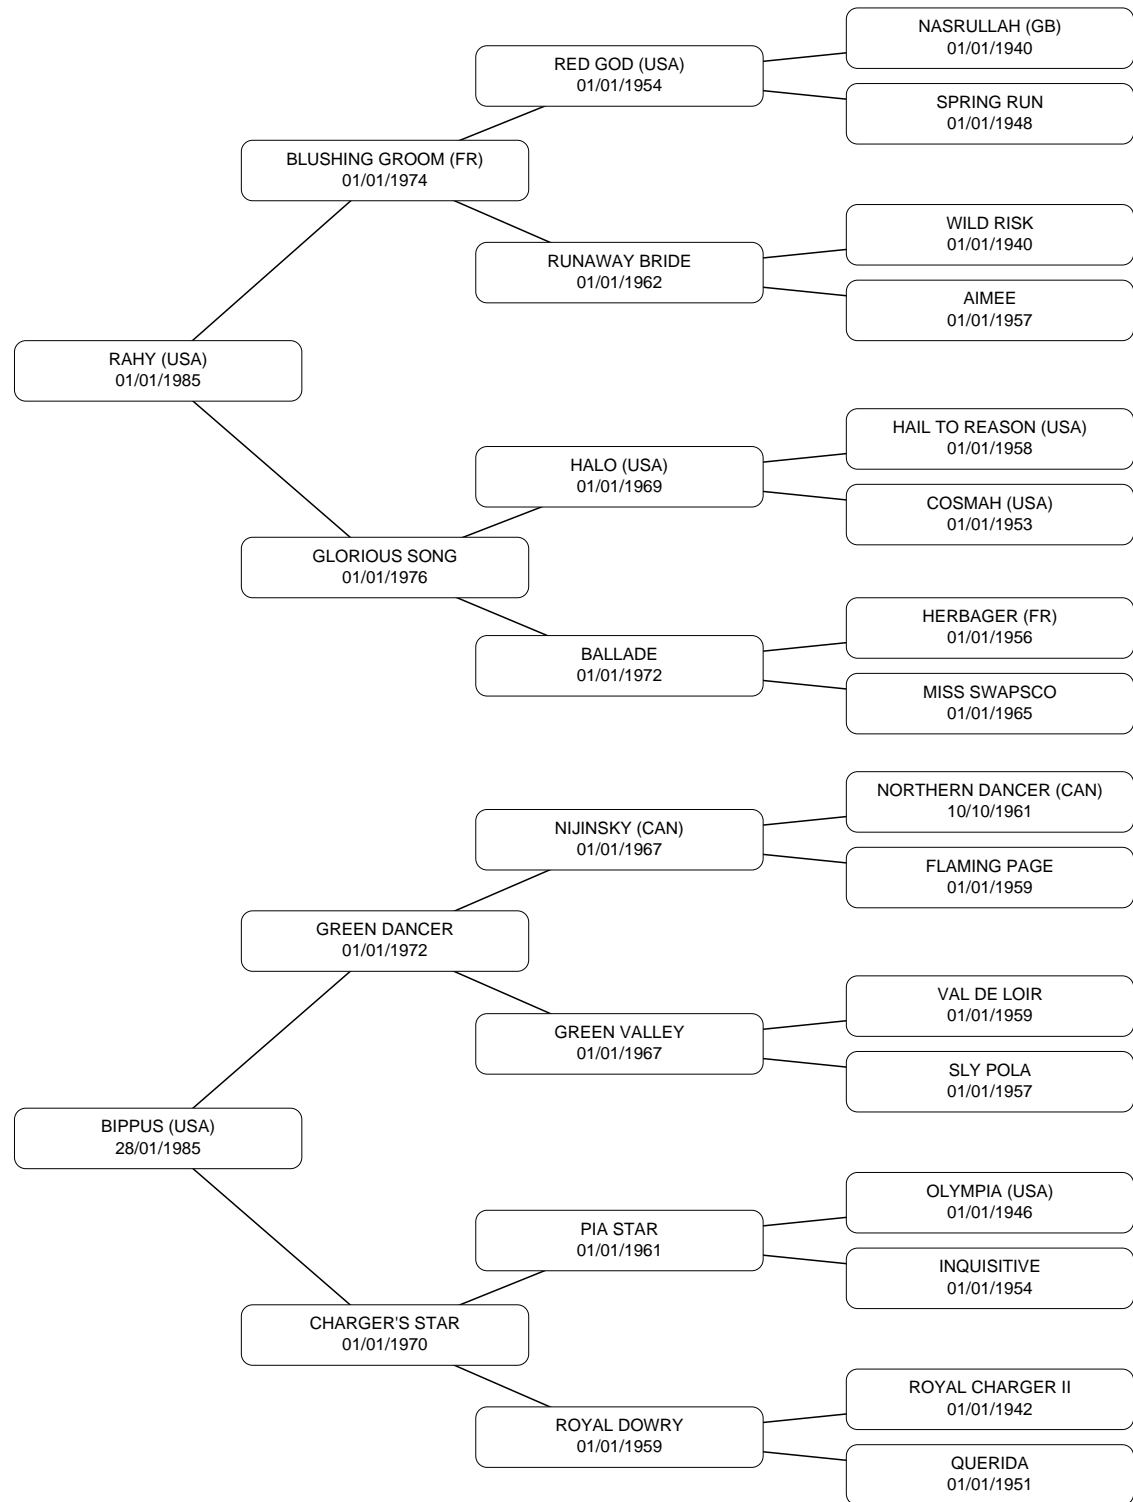 NASRULLAH (GB)
01/01/1940
RED GOD (USA)
01/01/1954
SPRING RUN
01/01/1948
BLUSHING GROOM (FR)
01/01/1974
WILD RISK
01/01/1940
RUNAWAY BRIDE
01/01/1962
AIMEE
01/01/1957
RAHY (USA)
01/01/1985
HAIL TO REASON (USA)
01/01/1958
HALO (USA)
01/01/1969
COSMAH (USA)
01/01/1953
GLORIOUS SONG
01/01/1976
HERBAGER (FR)
01/01/1956
BALLADE
01/01/1972
MISS SWAPSCO
01/01/1965
NORTHERN DANCER (CAN)
10/10/1961
NIJINSKY (CAN)
01/01/1967
FLAMING PAGE
01/01/1959
GREEN DANCER
01/01/1972
VAL DE LOIR
01/01/1959
GREEN VALLEY
01/01/1967
SLY POLA
01/01/1957
BIPPUS (USA)
28/01/1985
OLYMPIA (USA)
01/01/1946
PIA STAR
01/01/1961
INQUISITIVE
01/01/1954
CHARGER'S STAR
01/01/1970
ROYAL CHARGER II
01/01/1942
ROYAL DOWRY
01/01/1959
QUERIDA
01/01/1951